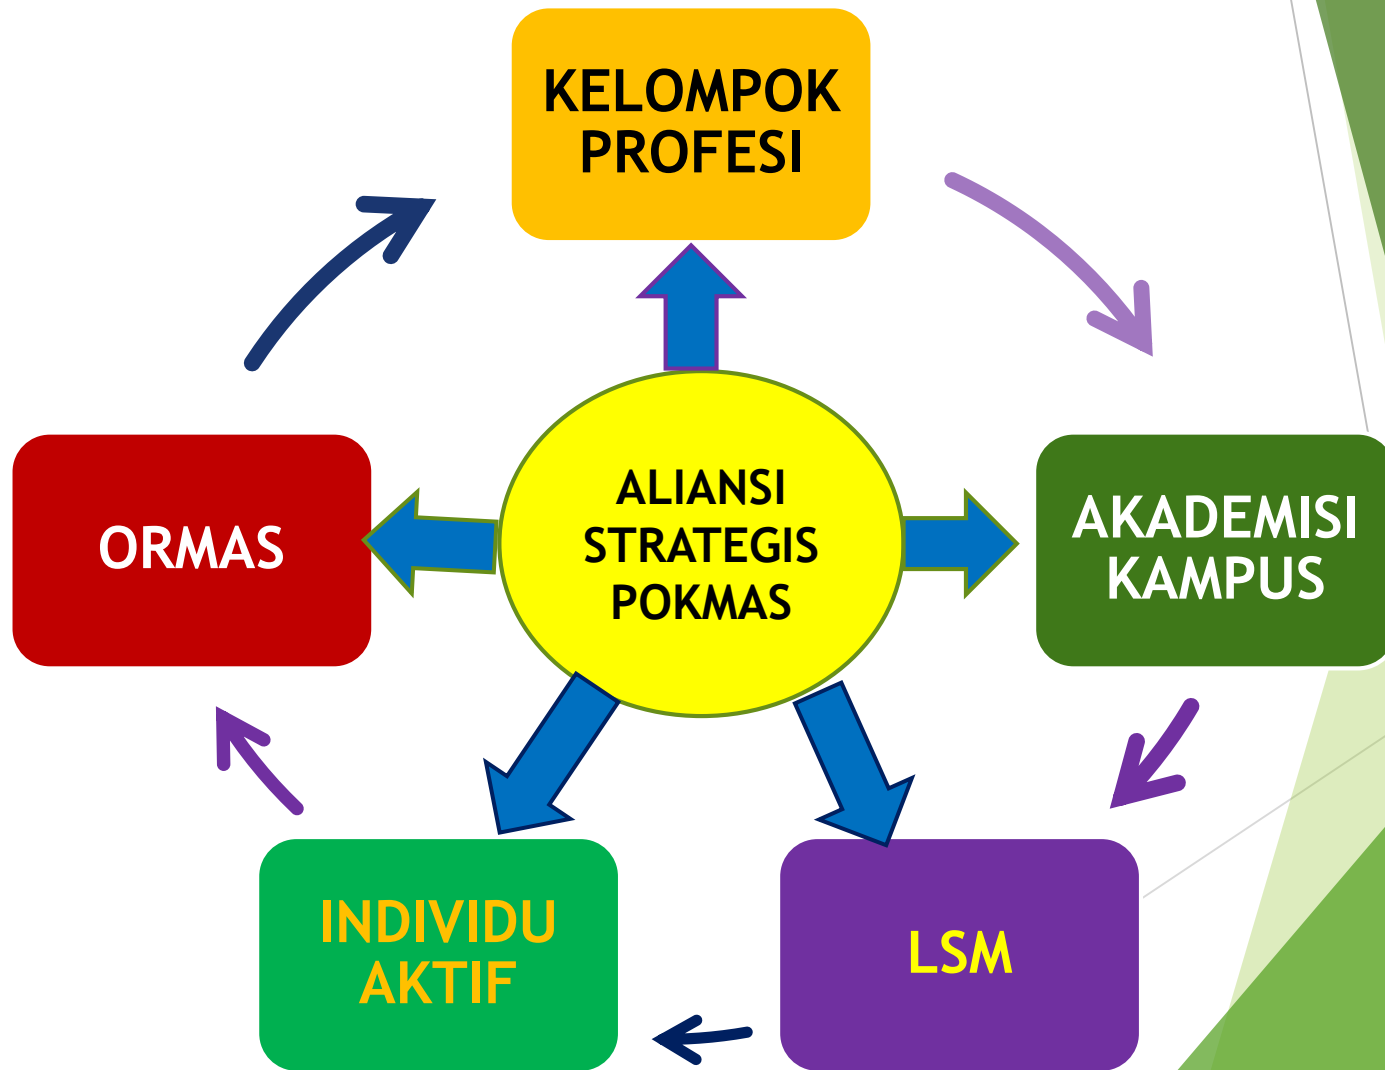 KELOMPOK
PROFESI
ORMAS
ALIANSI
STRATEGIS
POKMAS
AKADEMISI
KAMPUS
INDIVIDU
AKTIF
LSM